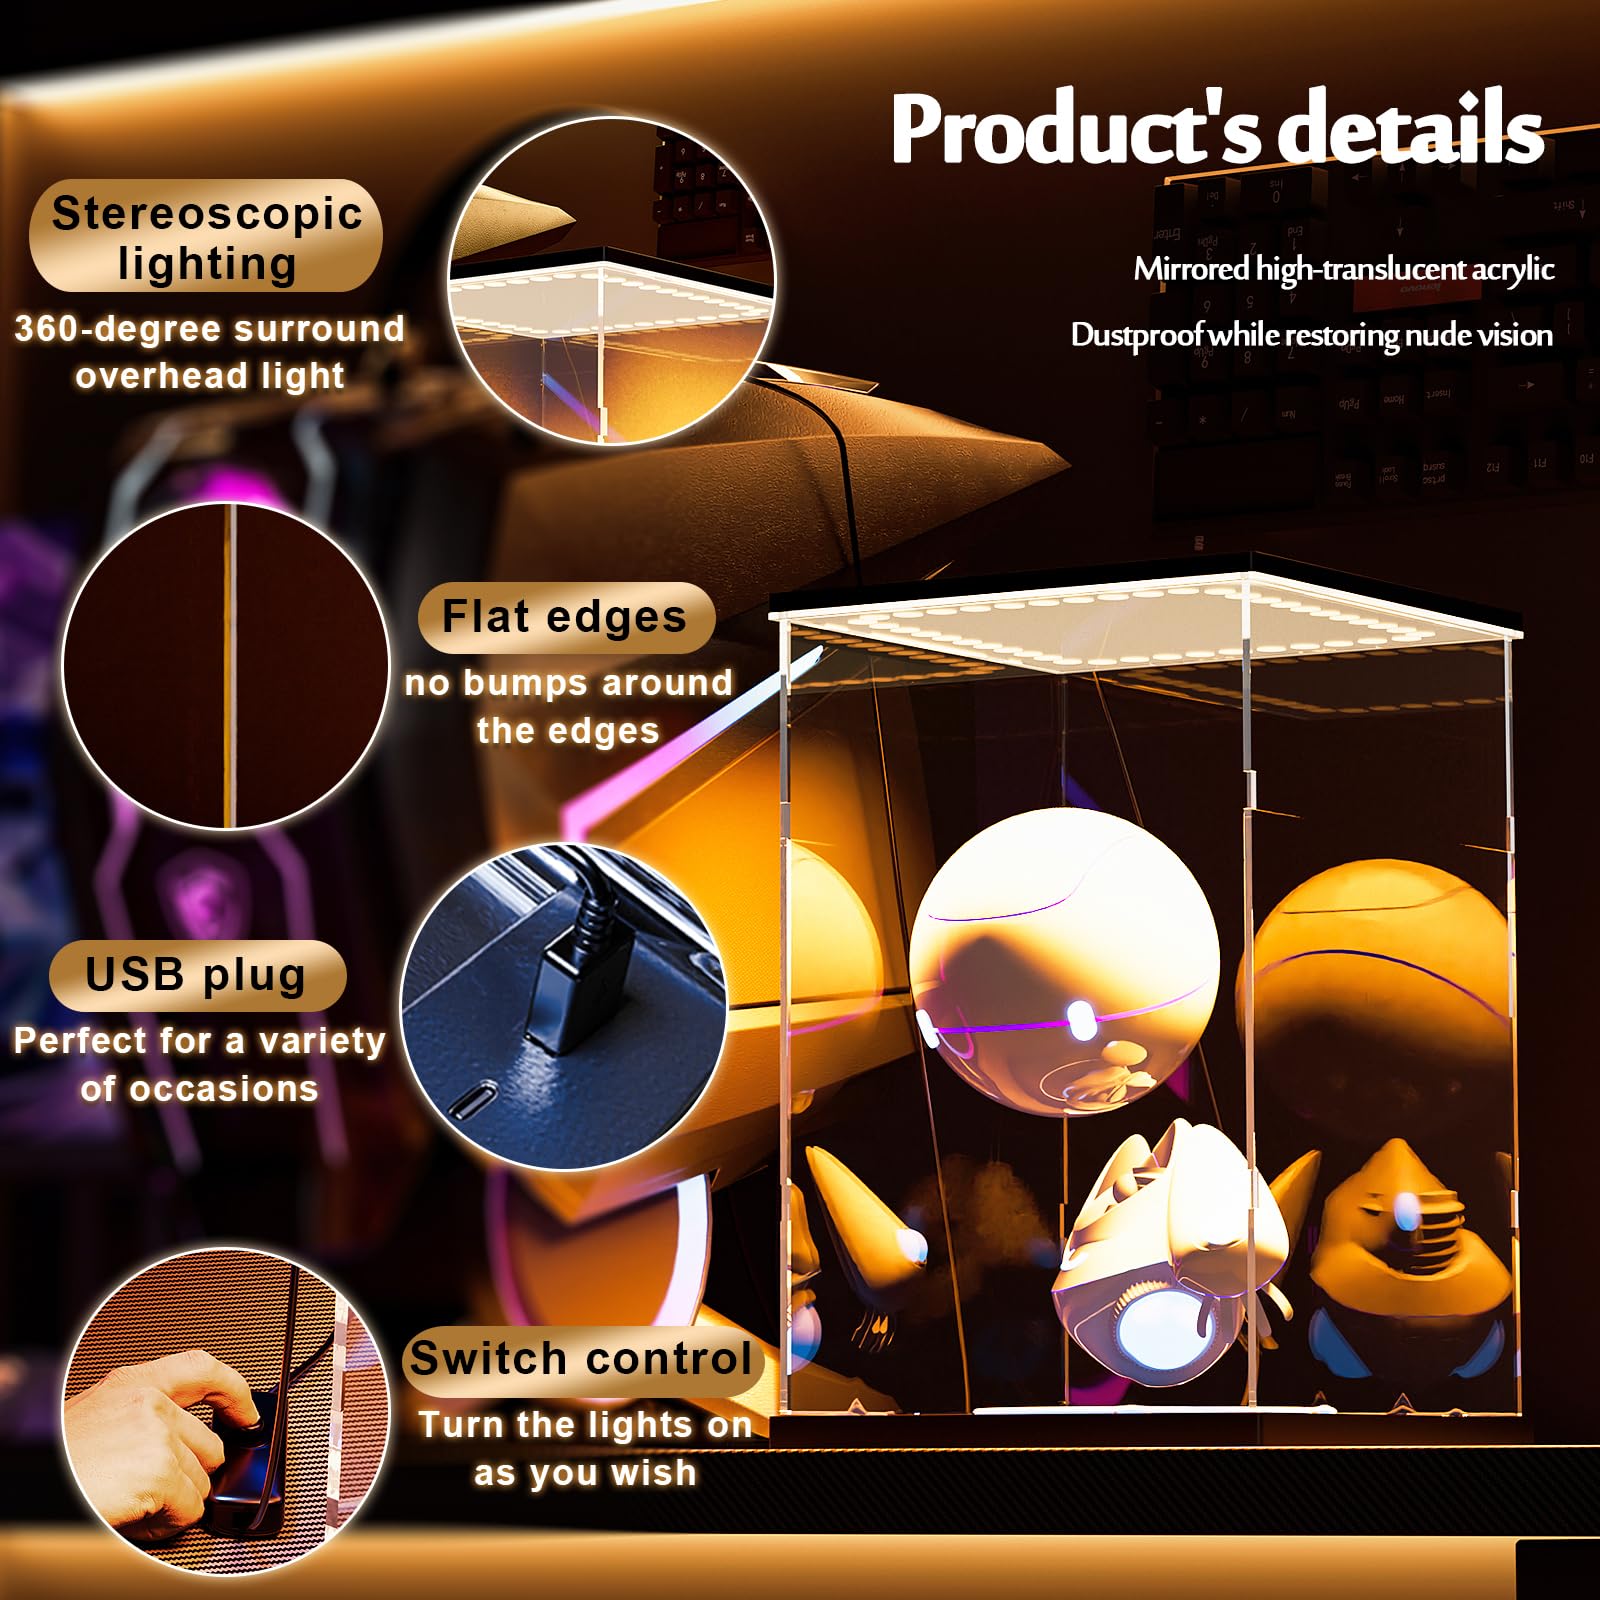 Product's details
Mirrored high-translucent acrylic
Dustproof while restoring nude vision
Stereoscopic
lighting
360-degree surround
overhead light
Flat edges
no bumps around
the edges
USB plug
Perfect for a variety
of occasions
Switch control
Turn the lights on
as you wish